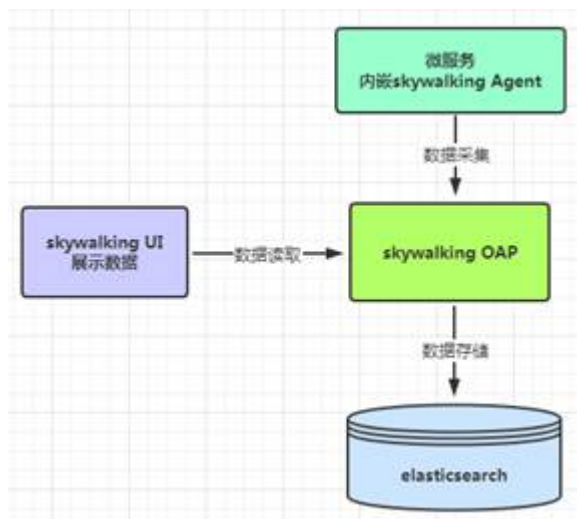 微服务
内嵌skywalking Agent
数据采集
skywalking UI
展示数据
数据读取
skywalking OAP
数据存储
elasticsearch